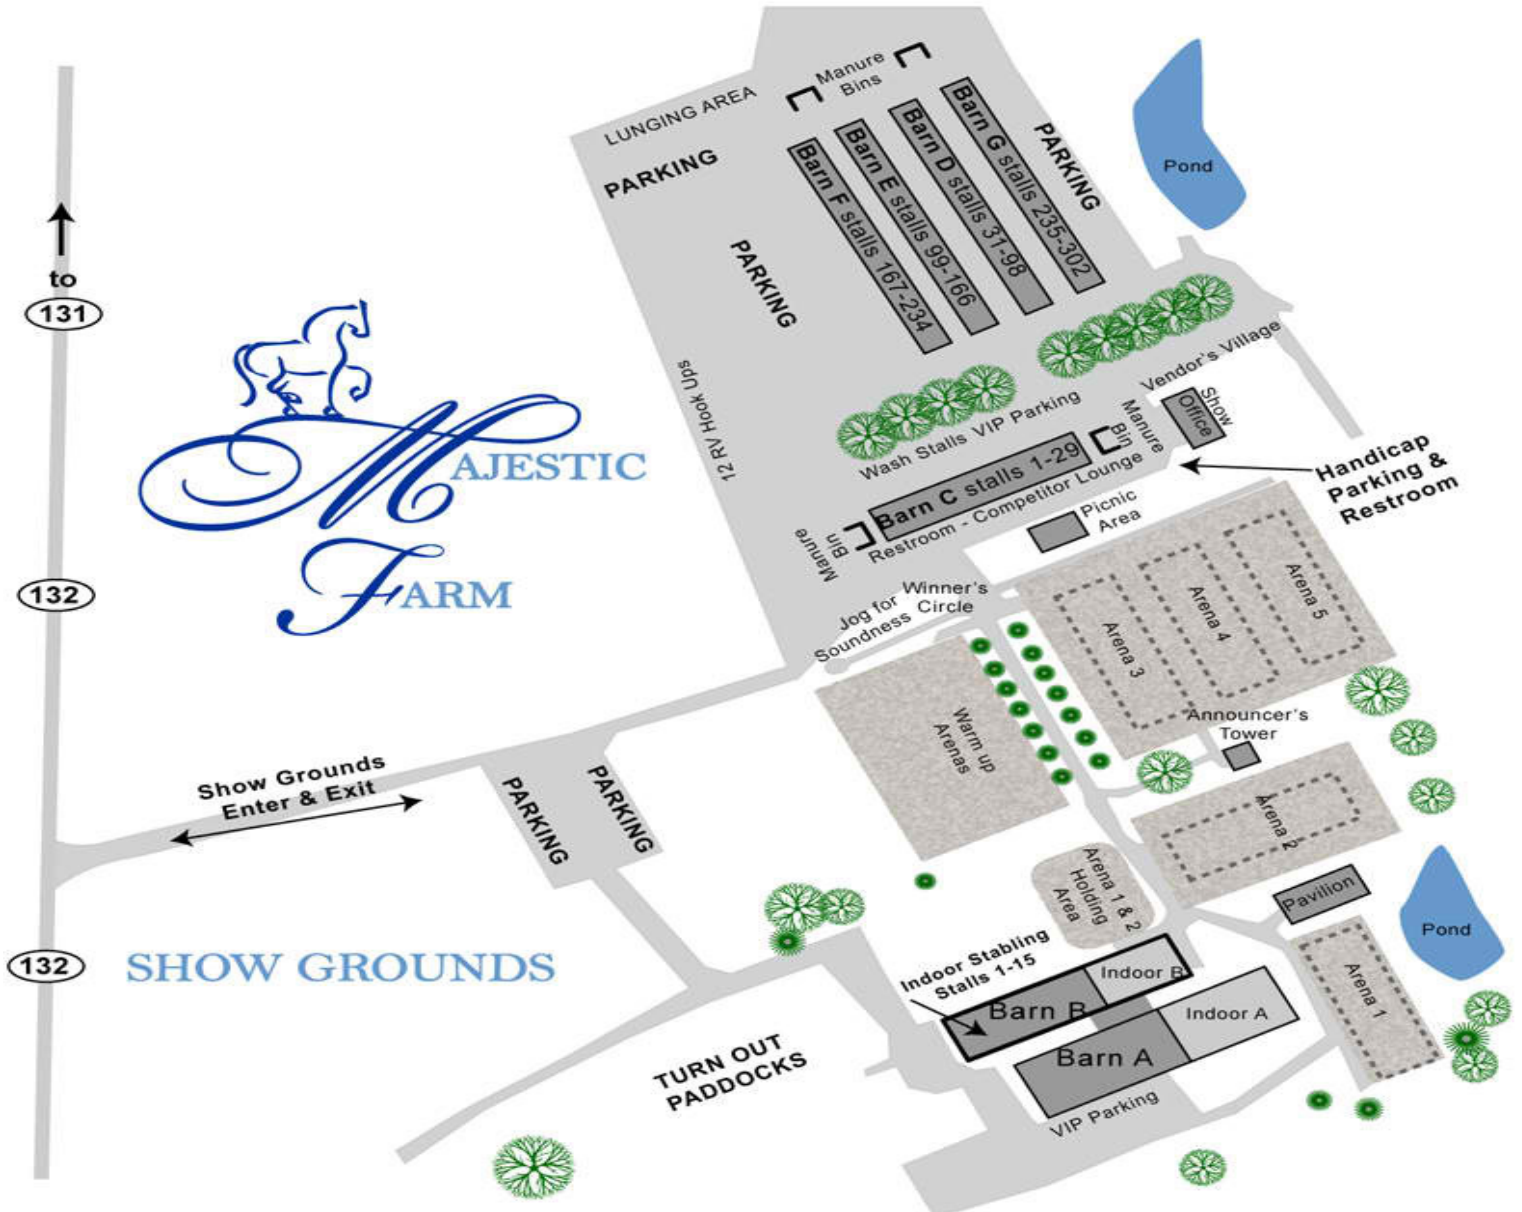 Manure
Bins
LUNGING AREA
PARKING
PARKING
PARKING
Barn F stalls 167-234
Barn E stalls 99-166
Barn D stalls 31-98
Barn G stalls 235-302
Pond
to
131
132
132
MAJESTIC
FARM
12 RV Hook Ups
Vendor's Village
Show
Office
Wash Stalls VIP Parking
Manure
Bin
Barn C stalls 1-29
Restroom - Competitor Lounge
Manure
Bin
Handicap
Parking &
Restroom
Picnic
Area
Winner's
Circle
Jog for
Soundness
Arena 3
Arena 4
Arena 5
Warm up
Arenas
Announcer's
Tower
Show Grounds
Enter & Exit
PARKING
PARKING
Arena 2
Arena 1 & 2
Holding
Area
Pavilion
Pond
Arena 1
SHOW GROUNDS
Indoor Stabling
Stalls 1-15
Barn B
Indoor B
Barn A
Indoor A
VIP Parking
TURN OUT
PADDOCKS